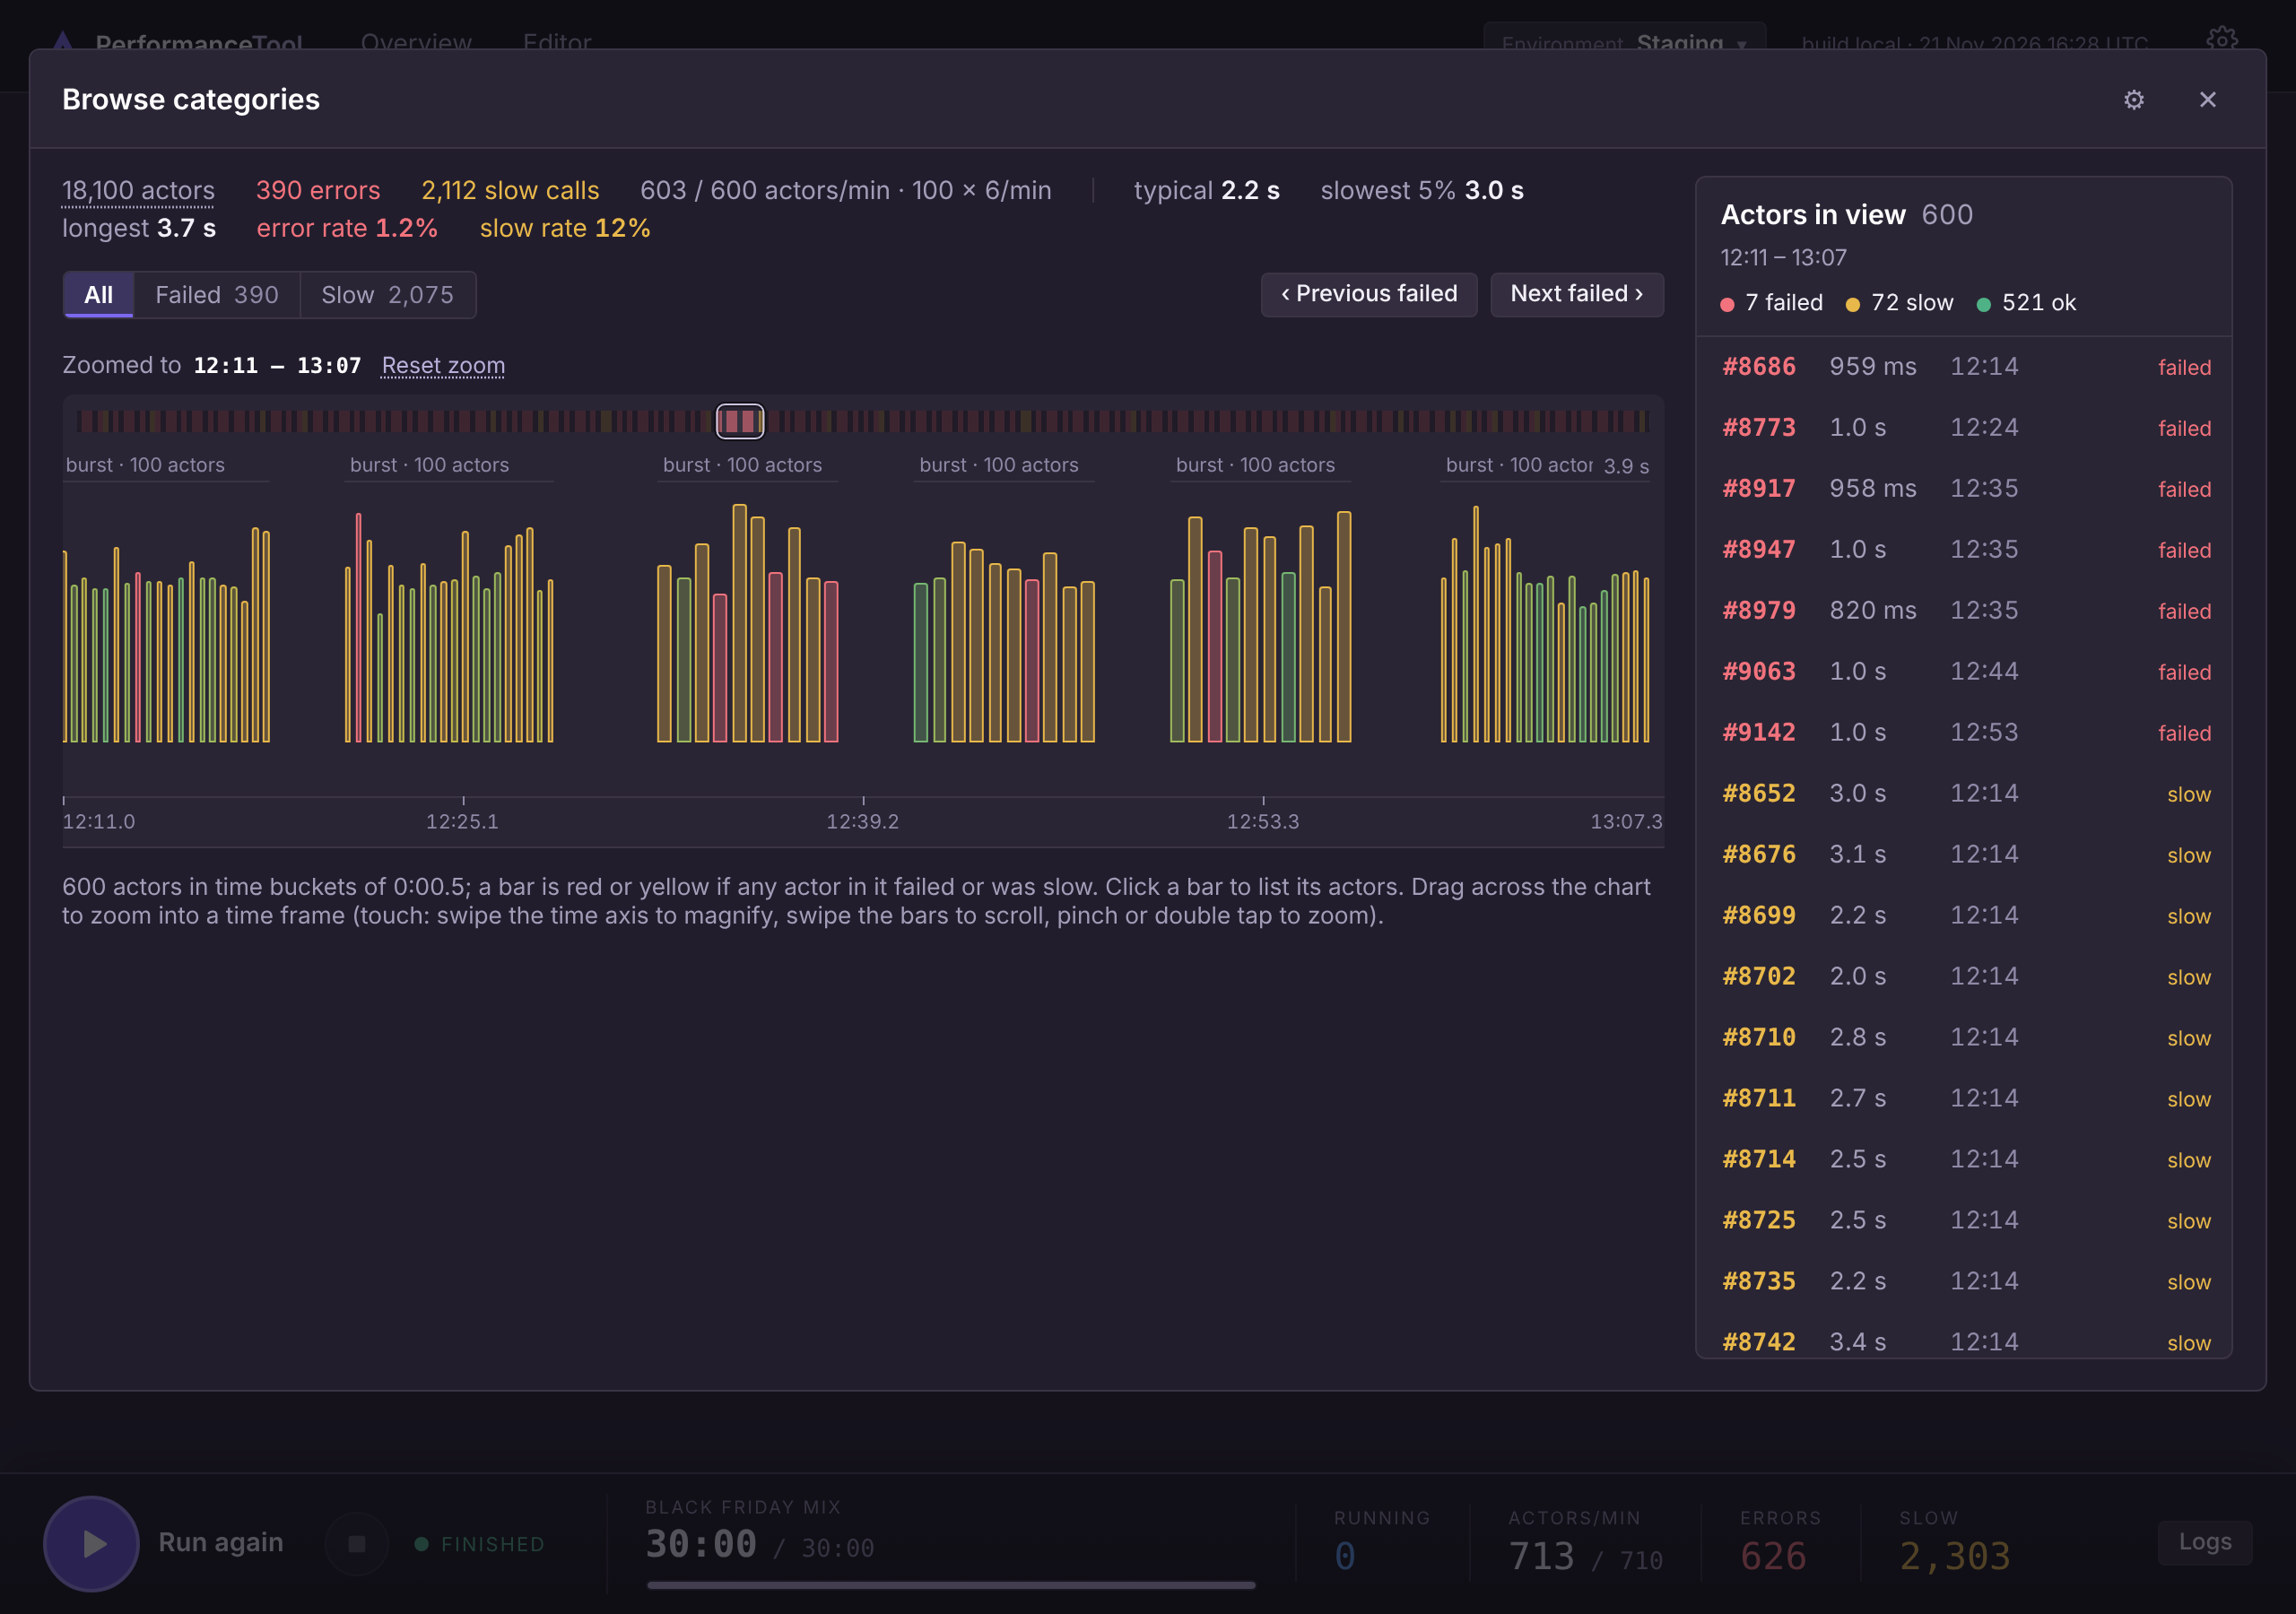 PerformanceTool Overview Editor Environment Staging ▾ build local · 21 Nov 2026 16:28 UTC
Browse categories
18,100 actors 390 errors 2,112 slow calls 603 / 600 actors/min · 100 × 6/min typical 2.2 s slowest 5% 3.0 s
longest 3.7 s error rate 1.2% slow rate 12%
All Failed 390 Slow 2,075 ‹ Previous failed Next failed ›
Zoomed to 12:11 – 13:07 Reset zoom
burst · 100 actors burst · 100 actors burst · 100 actors burst · 100 actors burst · 100 actors burst · 100 actor 3.9 s
12:11.0 12:25.1 12:39.2 12:53.3 13:07.3
600 actors in time buckets of 0:00.5; a bar is red or yellow if any actor in it failed or was slow. Click a bar to list its actors. Drag across the chart
to zoom into a time frame (touch: swipe the time axis to magnify, swipe the bars to scroll, pinch or double tap to zoom).
Actors in view 600
12:11 – 13:07
7 failed 72 slow 521 ok
#8686 959 ms 12:14 failed
#8773 1.0 s 12:24 failed
#8917 958 ms 12:35 failed
#8947 1.0 s 12:35 failed
#8979 820 ms 12:35 failed
#9063 1.0 s 12:44 failed
#9142 1.0 s 12:53 failed
#8652 3.0 s 12:14 slow
#8676 3.1 s 12:14 slow
#8699 2.2 s 12:14 slow
#8702 2.0 s 12:14 slow
#8710 2.8 s 12:14 slow
#8711 2.7 s 12:14 slow
#8714 2.5 s 12:14 slow
#8725 2.5 s 12:14 slow
#8735 2.2 s 12:14 slow
#8742 3.4 s 12:14 slow
Run again FINISHED
BLACK FRIDAY MIX
30:00 / 30:00
RUNNING ACTORS/MIN ERRORS SLOW
0 713 / 710 626 2,303
Logs